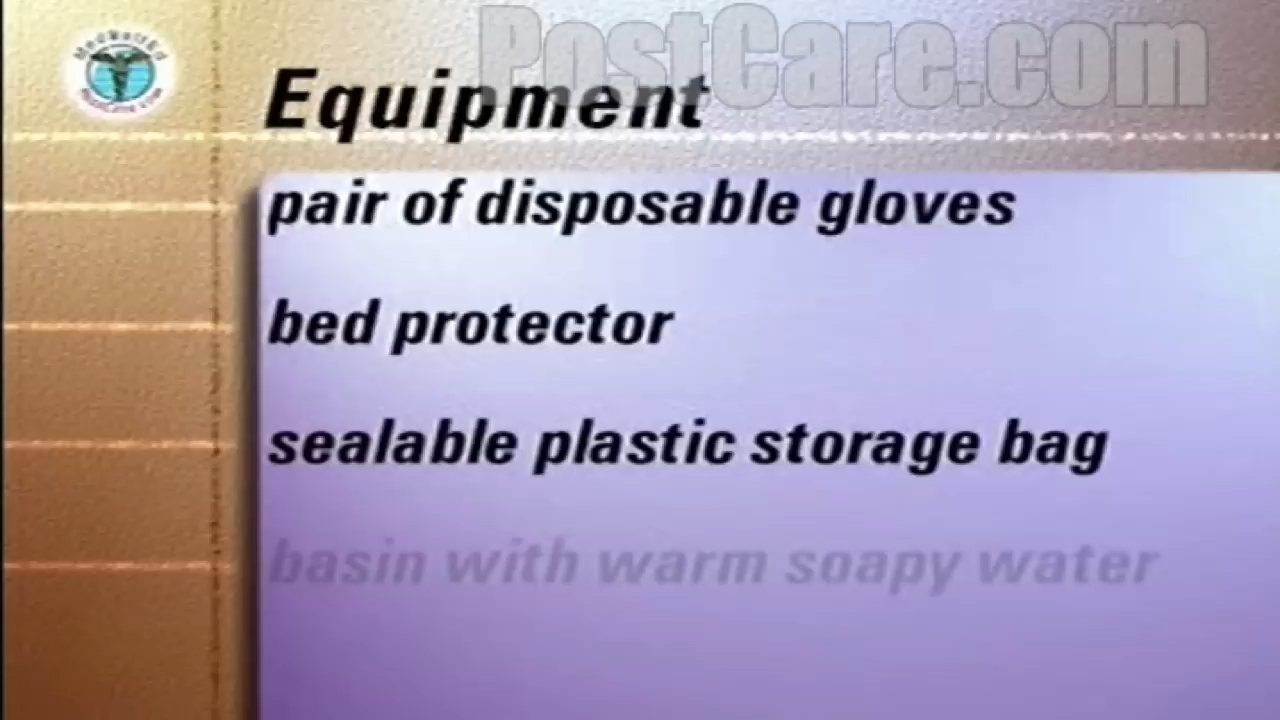 PostCare.com
Equipment
pair of disposable gloves
bed protector
sealable plastic storage bag
basin with warm soapy water